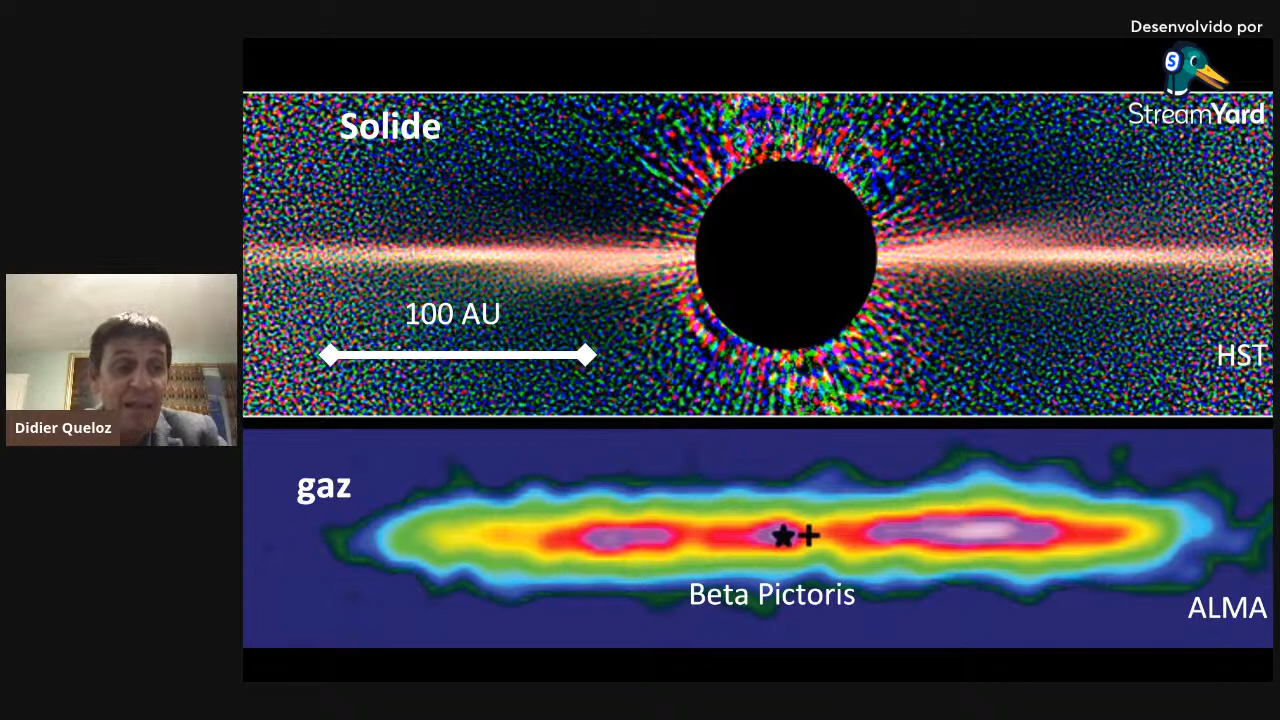 Desenvolvido por
S
StreamYard
Solide
100 AU
HST
Didier Queloz
gaz
Beta Pictoris
ALMA